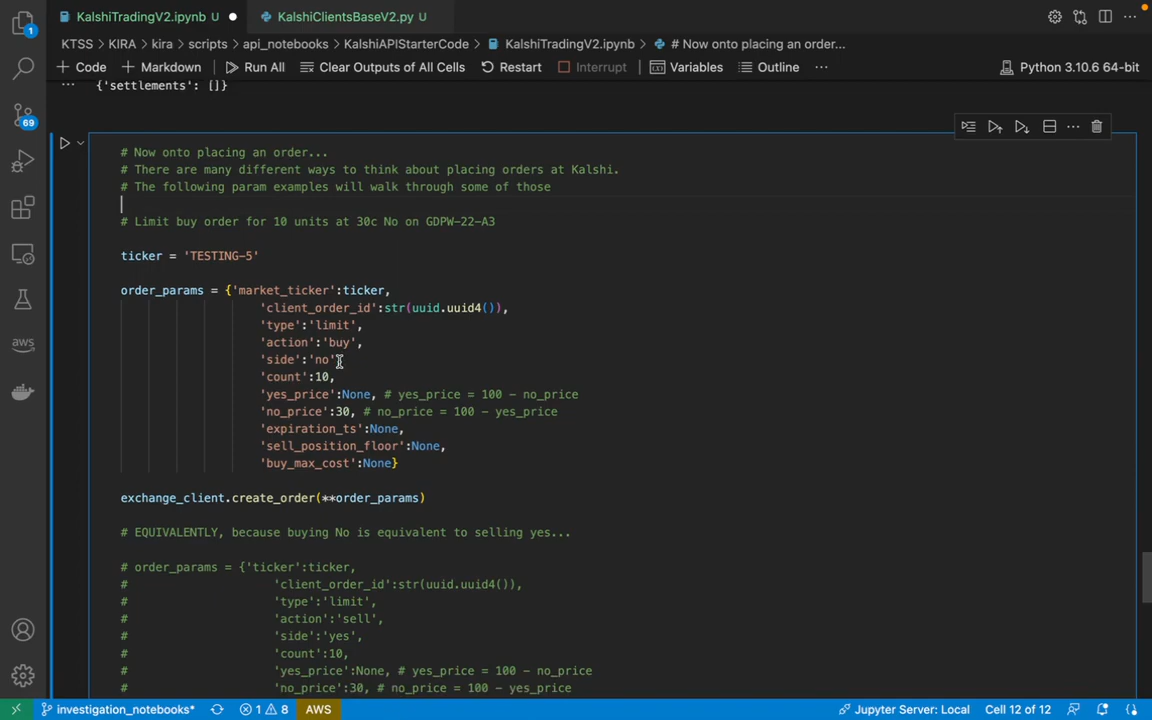 KalshiTradingV2.ipynb U
KalshiClientsBaseV2.py U
KTSS > KIRA > kira > scripts > api_notebooks > KalshiAPIStarterCode > KalshiTradingV2.ipynb > # Now onto placing an order...
+ Code + Markdown Run All Clear Outputs of All Cells Restart Interrupt Variables Outline ... Python 3.10.6 64-bit
... {'settlements': []}
# Now onto placing an order...
# There are many different ways to think about placing orders at Kalshi.
# The following param examples will walk through some of those
# Limit buy order for 10 units at 30c No on GDPW-22-A3
ticker = 'TESTING-5'
order_params = {'market_ticker':ticker,
'client_order_id':str(uuid.uuid4()),
'type':'limit',
'action':'buy',
'side':'no'
'count':10,
'yes_price':None, # yes_price = 100 - no_price
'no_price':30, # no_price = 100 - yes_price
'expiration_ts':None,
'sell_position_floor':None,
'buy_max_cost':None}
exchange_client.create_order(**order_params)
# EQUIVALENTLY, because buying No is equivalent to selling yes...
# order_params = {'ticker':ticker,
# 'client_order_id':str(uuid.uuid4()),
# 'type':'limit',
# 'action':'sell',
# 'side':'yes',
# 'count':10,
# 'yes_price':None, # yes_price = 100 - no_price
# 'no_price':30, # no_price = 100 - yes_price
1
69
aws
investigation_notebooks* 1 8 AWS Jupyter Server: Local Cell 12 of 12